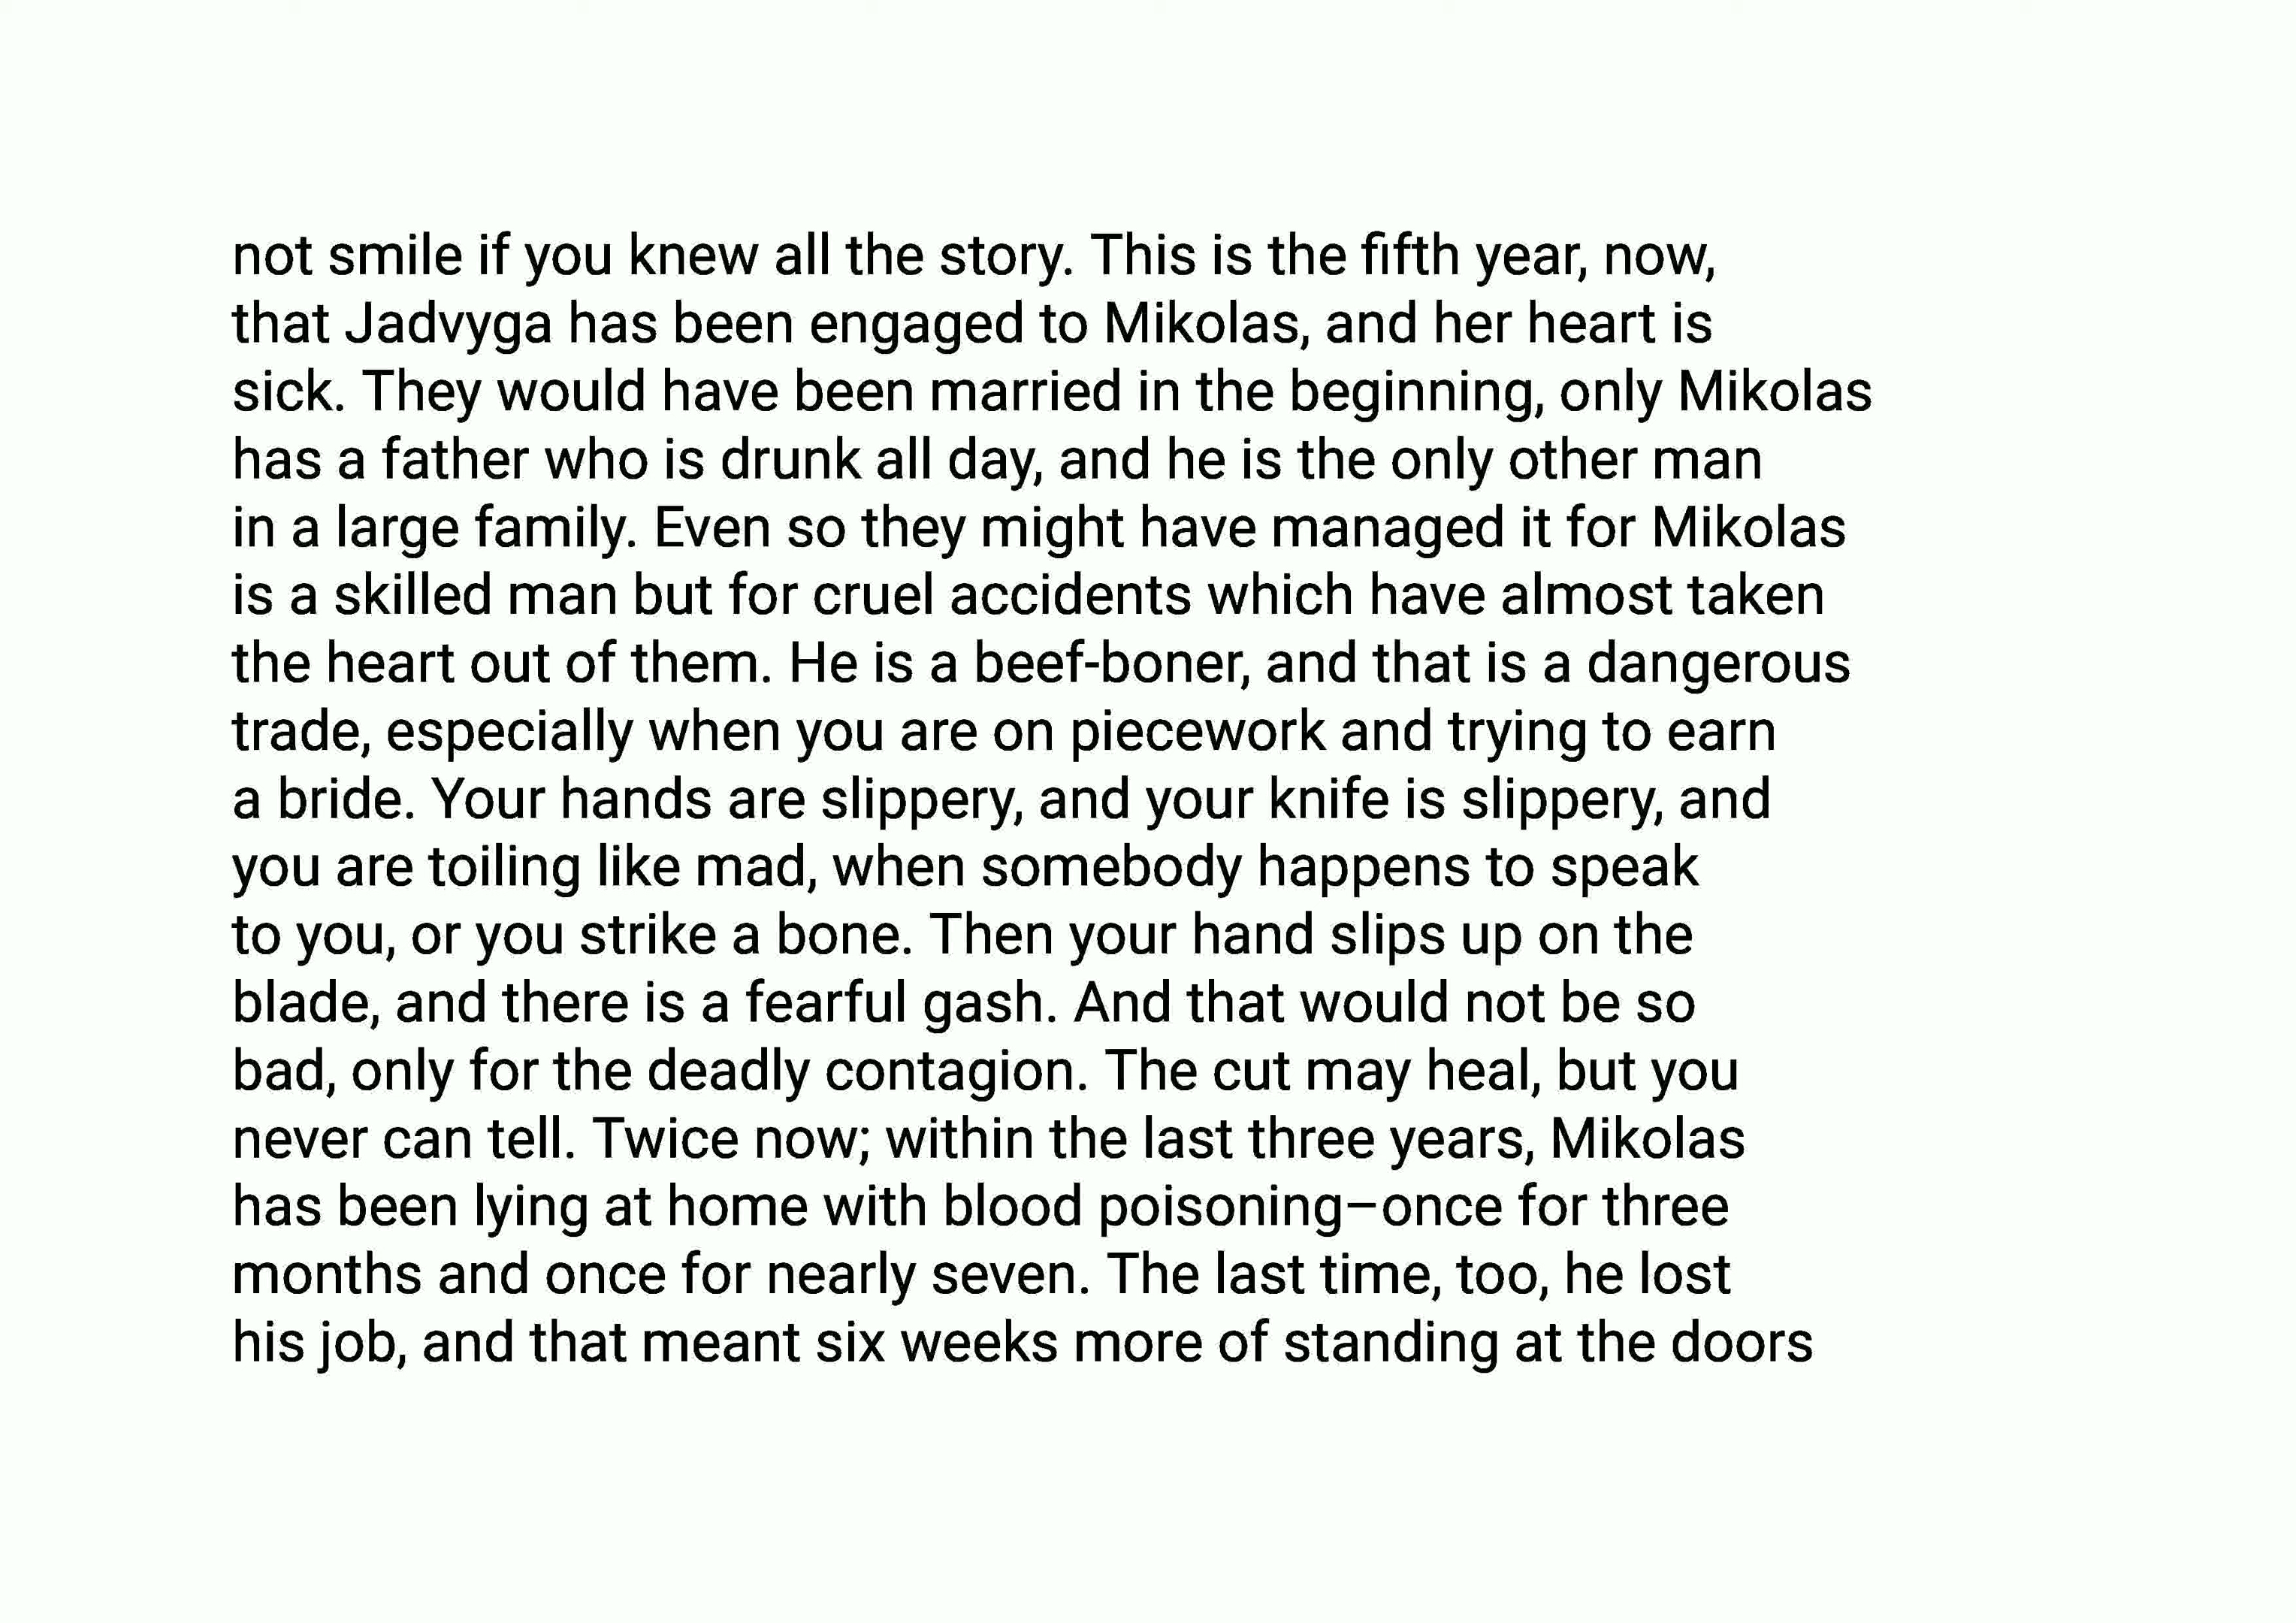 not smile if you knew all the story. This is the fifth year, now,
that Jadvyga has been engaged to Mikolas, and her heart is
sick. They would have been married in the beginning, only Mikolas
has a father who is drunk all day, and he is the only other man
in a large family. Even so they might have managed it for Mikolas
is a skilled man but for cruel accidents which have almost taken
the heart out of them. He is a beef-boner, and that is a dangerous
trade, especially when you are on piecework and trying to earn
a bride. Your hands are slippery, and your knife is slippery, and
you are toiling like mad, when somebody happens to speak
to you, or you strike a bone. Then your hand slips up on the
blade, and there is a fearful gash. And that would not be so
bad, only for the deadly contagion. The cut may heal, but you
never can tell. Twice now; within the last three years, Mikolas
has been lying at home with blood poisoning–once for three
months and once for nearly seven. The last time, too, he lost
his job, and that meant six weeks more of standing at the doors